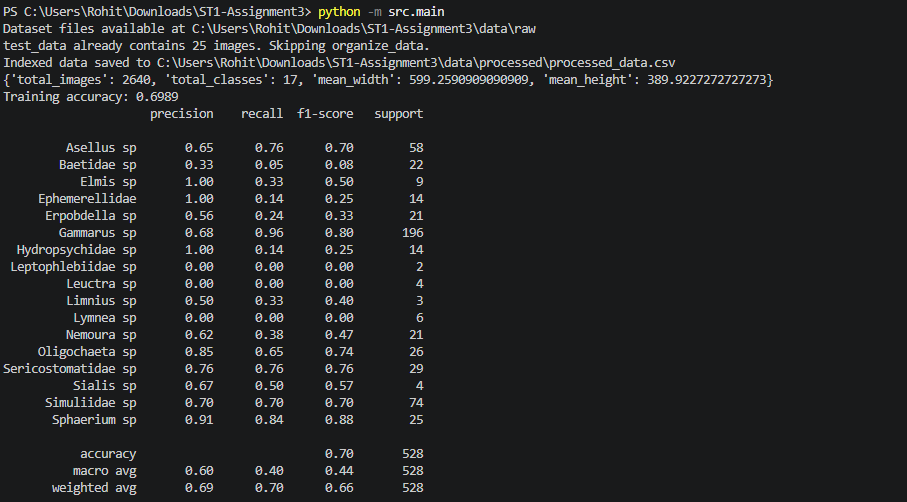 PS C:\Users\Rohit\Downloads\ST1-Assignment3> python -m src.main
Dataset files available at C:\Users\Rohit\Downloads\ST1-Assignment3\data\raw
test_data already contains 25 images. Skipping organize_data.
Indexed data saved to C:\Users\Rohit\Downloads\ST1-Assignment3\data\processed\processed_data.csv
{'total_images': 2640, 'total_classes': 17, 'mean_width': 599.2590909090909, 'mean_height': 389.9227272727273}
Training accuracy: 0.6989
precision recall f1-score support
Asellus sp 0.65 0.76 0.70 58
Baetidae sp 0.33 0.05 0.08 22
Elmis sp 1.00 0.33 0.50 9
Ephemerellidae 1.00 0.14 0.25 14
Erpobdella sp 0.56 0.24 0.33 21
Gammarus sp 0.68 0.96 0.80 196
Hydropsychidae sp 1.00 0.14 0.25 14
Leptophlebiidae sp 0.00 0.00 0.00 2
Leuctra sp 0.00 0.00 0.00 4
Limnius sp 0.50 0.33 0.40 3
Lymnea sp 0.00 0.00 0.00 6
Nemoura sp 0.62 0.38 0.47 21
Oligochaeta sp 0.85 0.65 0.74 26
Sericostomatidae sp 0.76 0.76 0.76 29
Sialis sp 0.67 0.50 0.57 4
Simuliidae sp 0.70 0.70 0.70 74
Sphaerium sp 0.91 0.84 0.88 25
accuracy 0.70 528
macro avg 0.60 0.40 0.44 528
weighted avg 0.69 0.70 0.66 528